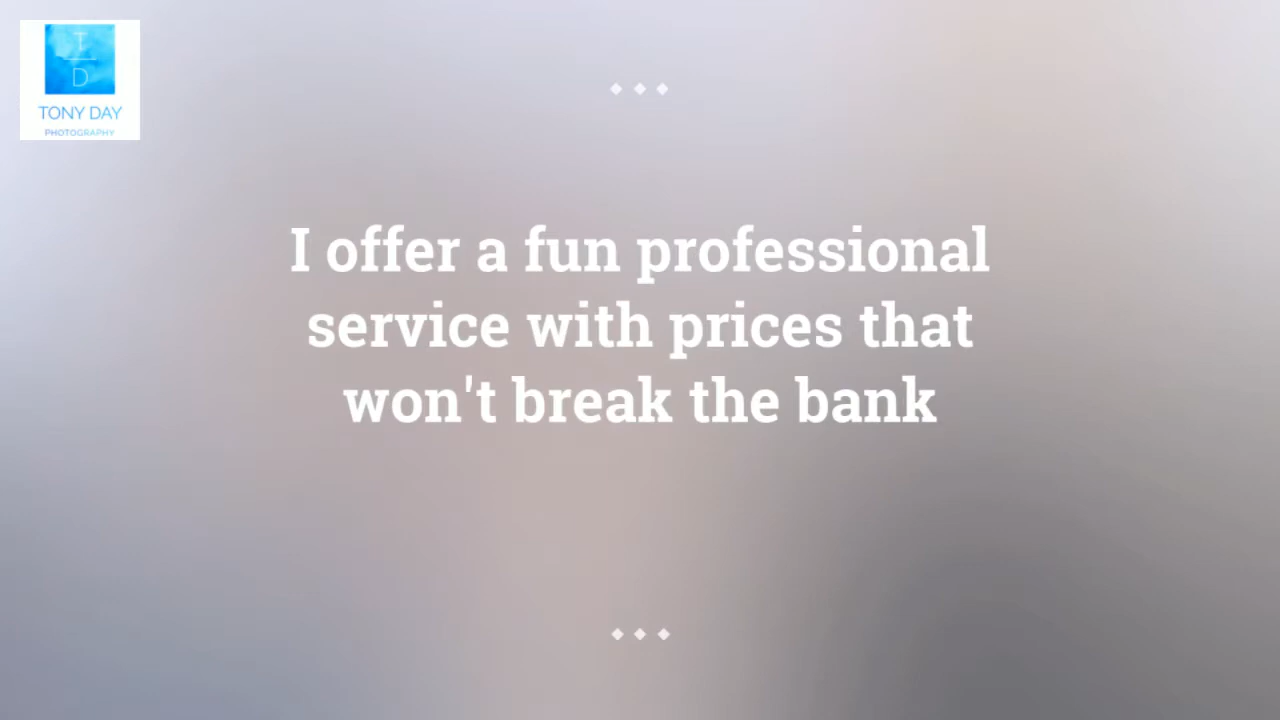 T
D
TONY DAY
PHOTOGRAPHY
I offer a fun professional
service with prices that
won't break the bank